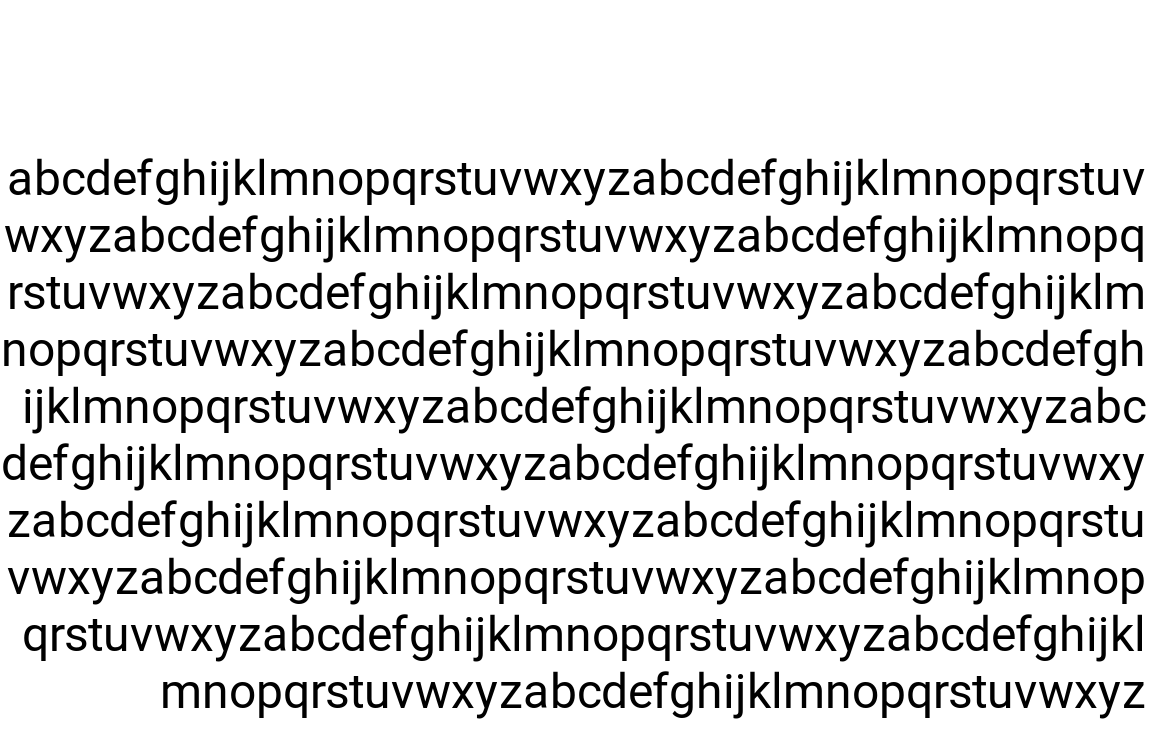 abcdefghijklmnopqrstuvwxyzabcdefghijklmnopqrstuv
wxyzabcdefghijklmnopqrstuvwxyzabcdefghijklmnopq
rstuvwxyzabcdefghijklmnopqrstuvwxyzabcdefghijklm
nopqrstuvwxyzabcdefghijklmnopqrstuvwxyzabcdefgh
ijklmnopqrstuvwxyzabcdefghijklmnopqrstuvwxyzabc
defghijklmnopqrstuvwxyzabcdefghijklmnopqrstuvwxy
zabcdefghijklmnopqrstuvwxyzabcdefghijklmnopqrstu
vwxyzabcdefghijklmnopqrstuvwxyzabcdefghijklmnop
qrstuvwxyzabcdefghijklmnopqrstuvwxyzabcdefghijkl
mnopqrstuvwxyzabcdefghijklmnopqrstuvwxyz